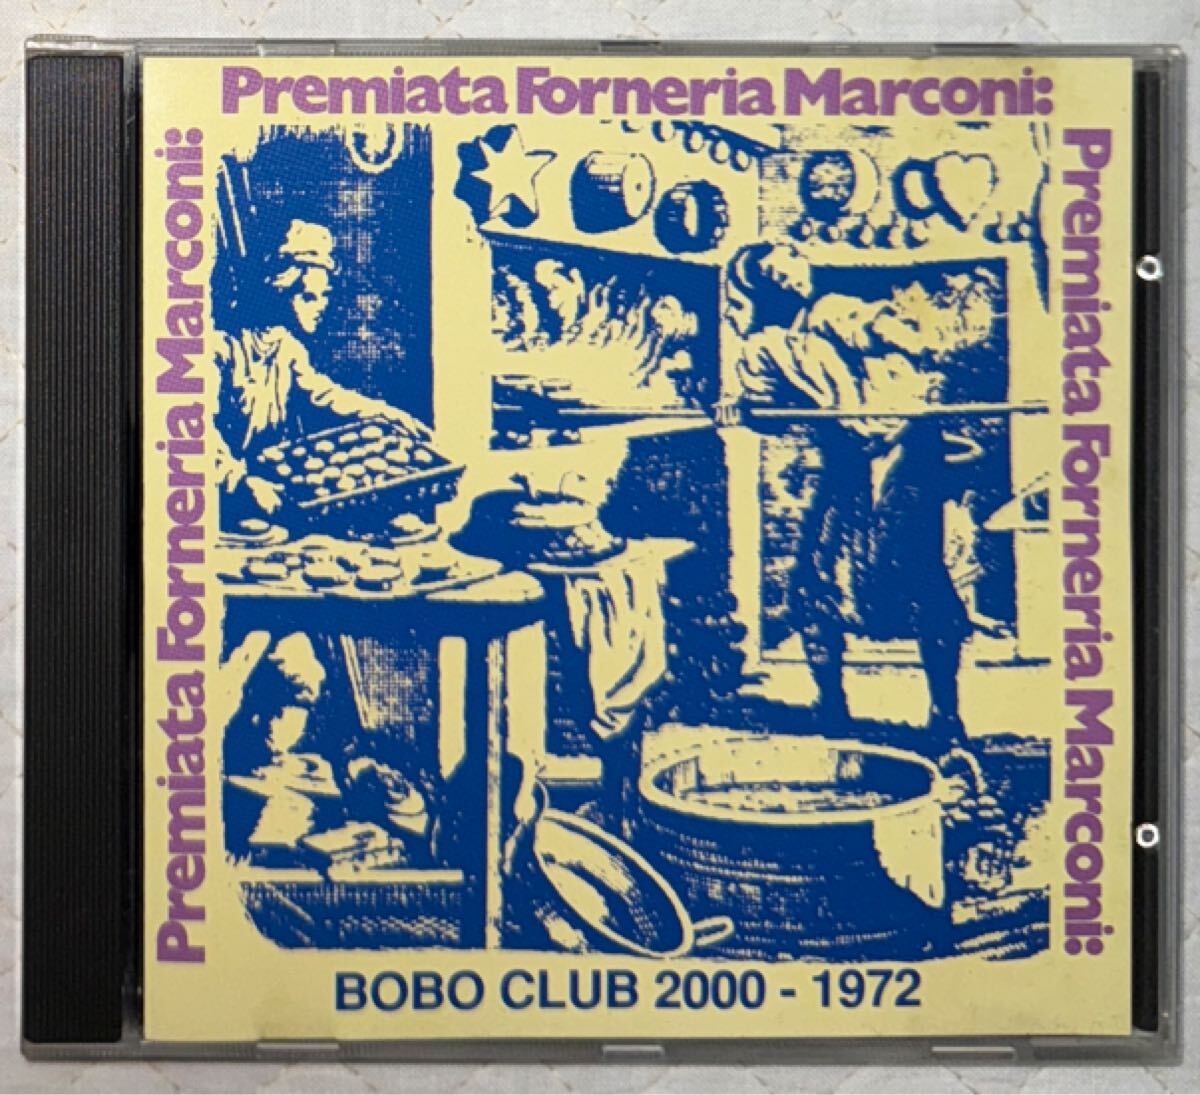 Premiata Forneria Marconi:
Premiata Forneria Marconi:
Premiata Forneria Marconi:
BOBO CLUB 2000 - 1972